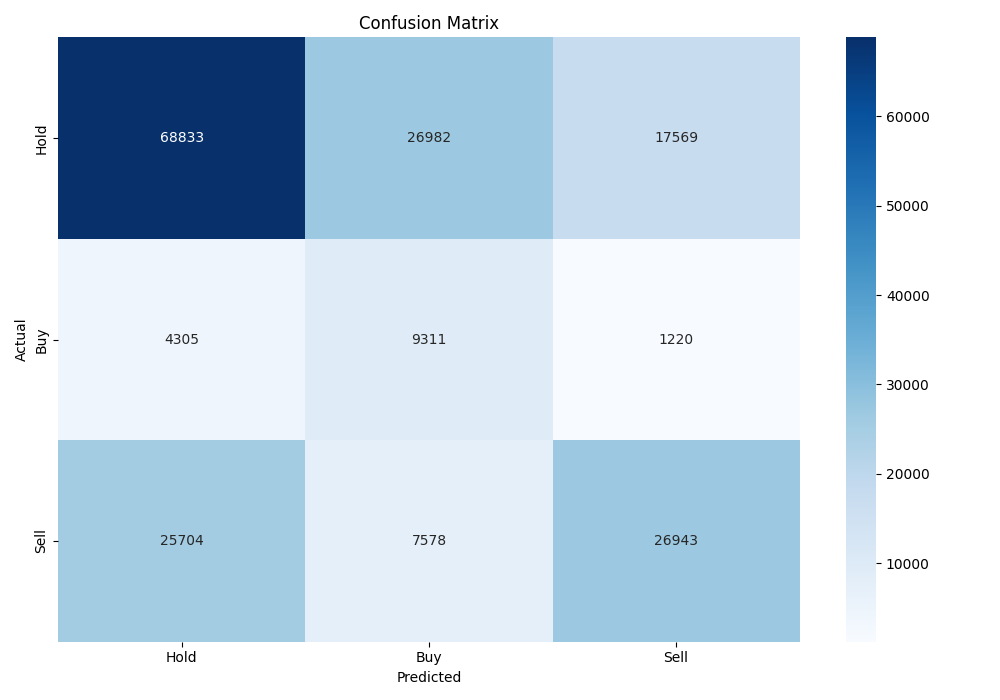 Confusion Matrix
Actual
Hold
68833
26982
17569
Buy
4305
9311
1220
Sell
25704
7578
26943
Hold
Buy
Sell
Predicted
60000
50000
40000
30000
20000
10000